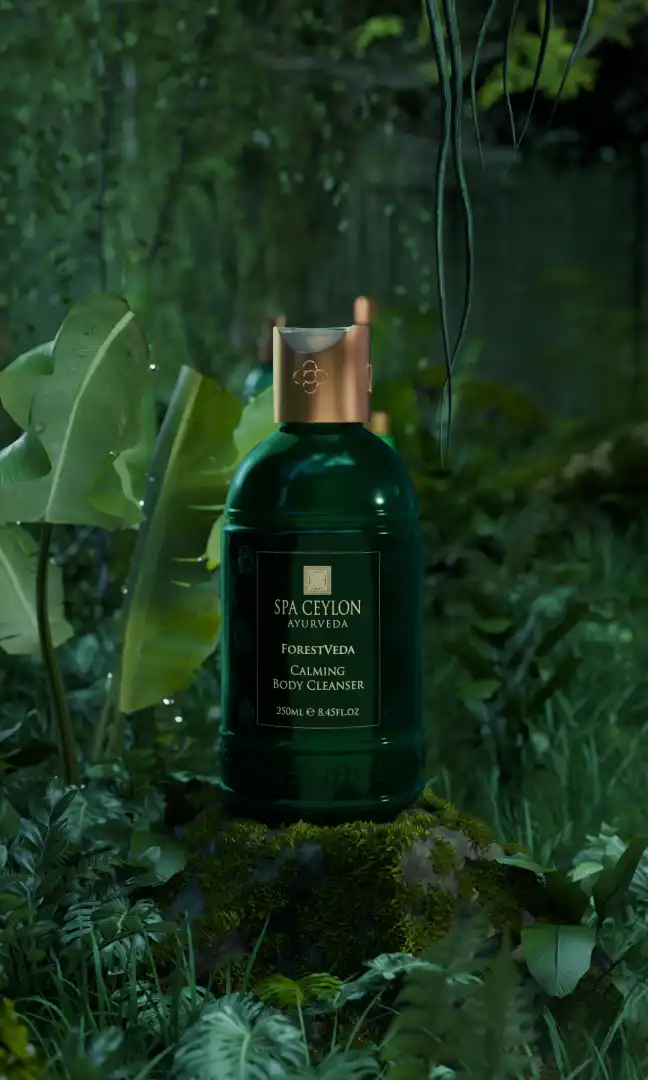 SPA CEYLON
AYURVEDA
FORESTVEDA
CALMING
BODY CLEANSER
250ML ℮ 8.45FL.OZ